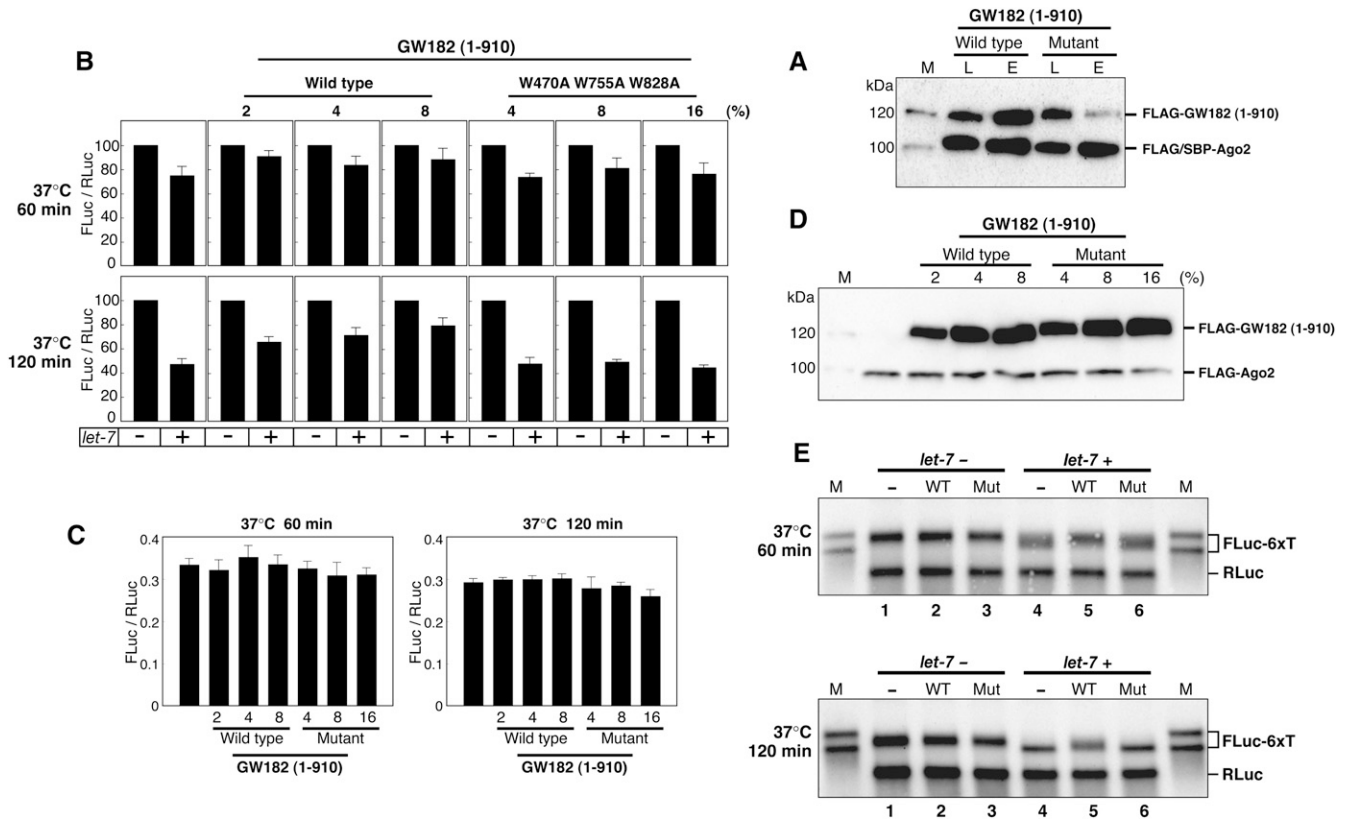 B
GW182 (1-910)
Wild type
W470A W755A W828A
2 4 8 4 8 16 (%)
37°C
60 min
FLuc / RLuc
100
80
60
40
20
0
37°C
120 min
FLuc / RLuc
100
80
60
40
20
0
let-7 – + – + – + – + – + – + – +
C
37°C 60 min
FLuc / RLuc
0.4
0.3
0.2
0.1
0
2 4 8 4 8 16
Wild type Mutant
GW182 (1-910)
37°C 120 min
FLuc / RLuc
0.4
0.3
0.2
0.1
0
2 4 8 4 8 16
Wild type Mutant
GW182 (1-910)
A
GW182 (1-910)
Wild type Mutant
M L E L E
kDa
120 FLAG-GW182 (1-910)
100 FLAG/SBP-Ago2
D
GW182 (1-910)
Wild type Mutant
M 2 4 8 4 8 16 (%)
kDa
120 FLAG-GW182 (1-910)
100 FLAG-Ago2
E
let-7 – let-7 +
M – WT Mut – WT Mut M
37°C
60 min
FLuc-6xT
RLuc
1 2 3 4 5 6
let-7 – let-7 +
M – WT Mut – WT Mut M
37°C
120 min
FLuc-6xT
RLuc
1 2 3 4 5 6